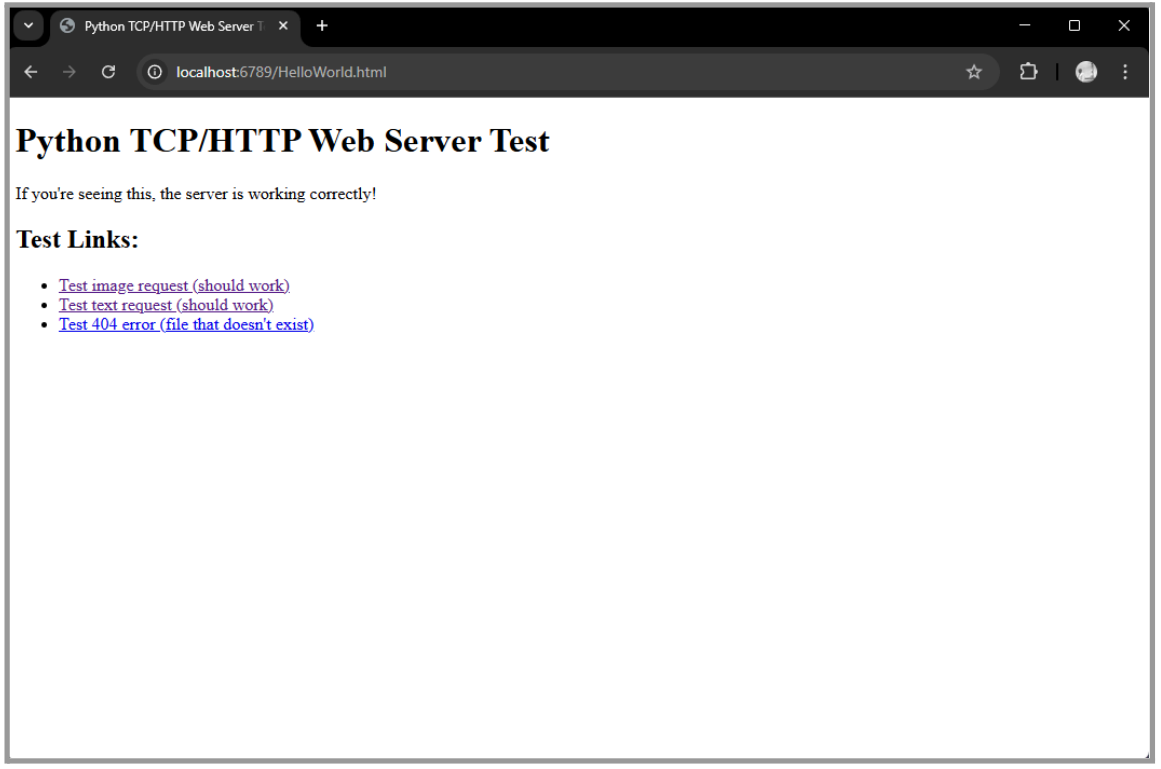 Python TCP/HTTP Web Server T
localhost:6789/HelloWorld.html
Python TCP/HTTP Web Server Test
If you're seeing this, the server is working correctly!
Test Links:
Test image request (should work)
Test text request (should work)
Test 404 error (file that doesn't exist)